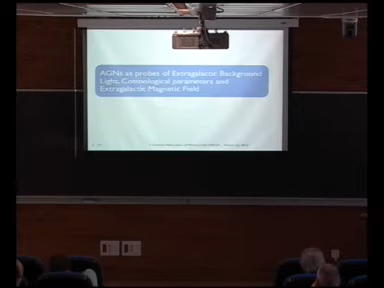 AGNs as probes of Extragalactic Background
Light, Cosmological parameters and
Extragalactic Magnetic Field